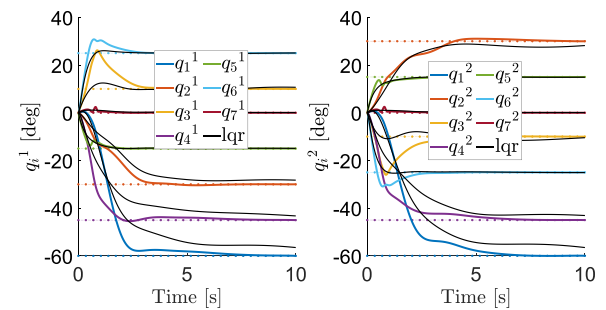 40
20
0
-20
-40
-60
q_i^1 [deg]
q_1^1 q_5^1
q_2^1 q_6^1
q_3^1 q_7^1
q_4^1 lqr
0 5 10
Time [s]
40
20
0
-20
-40
-60
q_i^2 [deg]
q_1^2 q_5^2
q_2^2 q_6^2
q_3^2 q_7^2
q_4^2 lqr
0 5 10
Time [s]